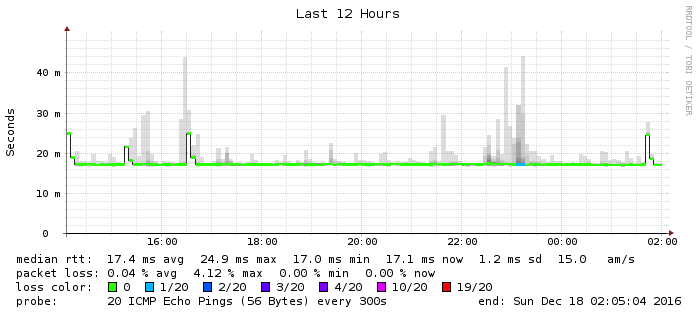 Last 12 Hours
RRDTOOL / TOBI OETIKER
Seconds
40 m
30 m
20 m
10 m
0
16:00 18:00 20:00 22:00 00:00 02:00
median rtt: 17.4 ms avg 24.9 ms max 17.0 ms min 17.1 ms now 1.2 ms sd 15.0 am/s
packet loss: 0.04 % avg 4.12 % max 0.00 % min 0.00 % now
loss color: 0 1/20 2/20 3/20 4/20 10/20 19/20
probe: 20 ICMP Echo Pings (56 Bytes) every 300s end: Sun Dec 18 02:05:04 2016